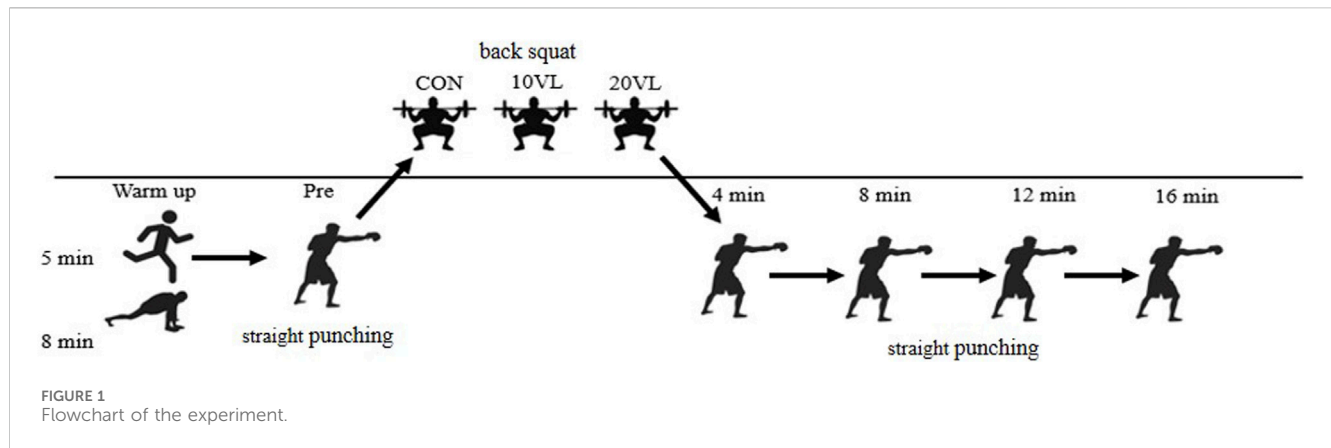 back squat
CON 10VL 20VL
Warm up Pre 4 min 8 min 12 min 16 min
5 min
straight punching straight punching
8 min
FIGURE 1
Flowchart of the experiment.